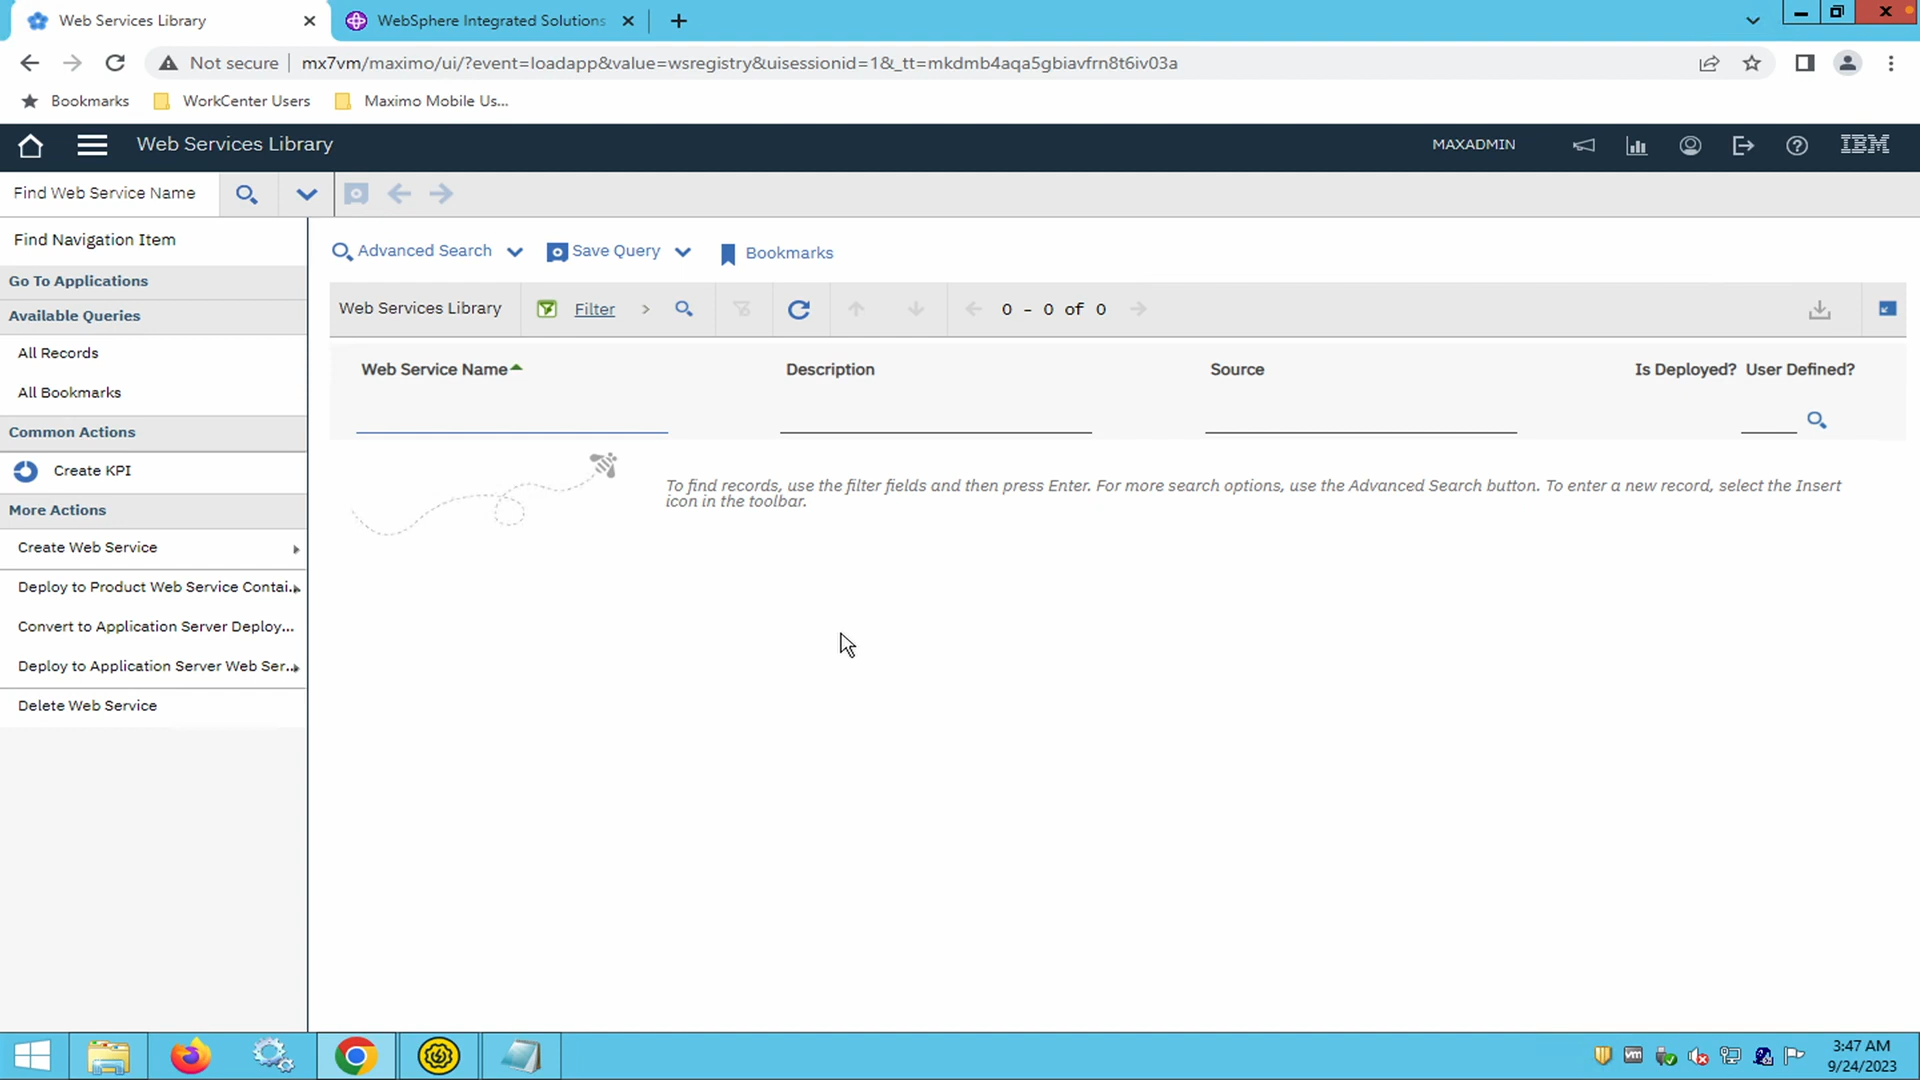 Web Services Library
WebSphere Integrated Solutions
Not secure
mx7vm/maximo/ui/?event=loadapp&value=wsregistry&uisessionid=1&_tt=mkdmb4aqa5gbiavfrn8t6iv03a
Bookmarks
WorkCenter Users
Maximo Mobile Us...
Web Services Library
MAXADMIN
IBM
Find Web Service Name
Find Navigation Item
Go To Applications
Available Queries
All Records
All Bookmarks
Common Actions
Create KPI
More Actions
Create Web Service
Deploy to Product Web Service Contai..
Convert to Application Server Deploy...
Deploy to Application Server Web Ser..
Delete Web Service
Advanced Search
Save Query
Bookmarks
Web Services Library
Filter
0 - 0 of 0
Web Service Name
Description
Source
Is Deployed?
User Defined?
To find records, use the filter fields and then press Enter. For more search options, use the Advanced Search button. To enter a new record, select the Insert
icon in the toolbar.
3:47 AM
9/24/2023